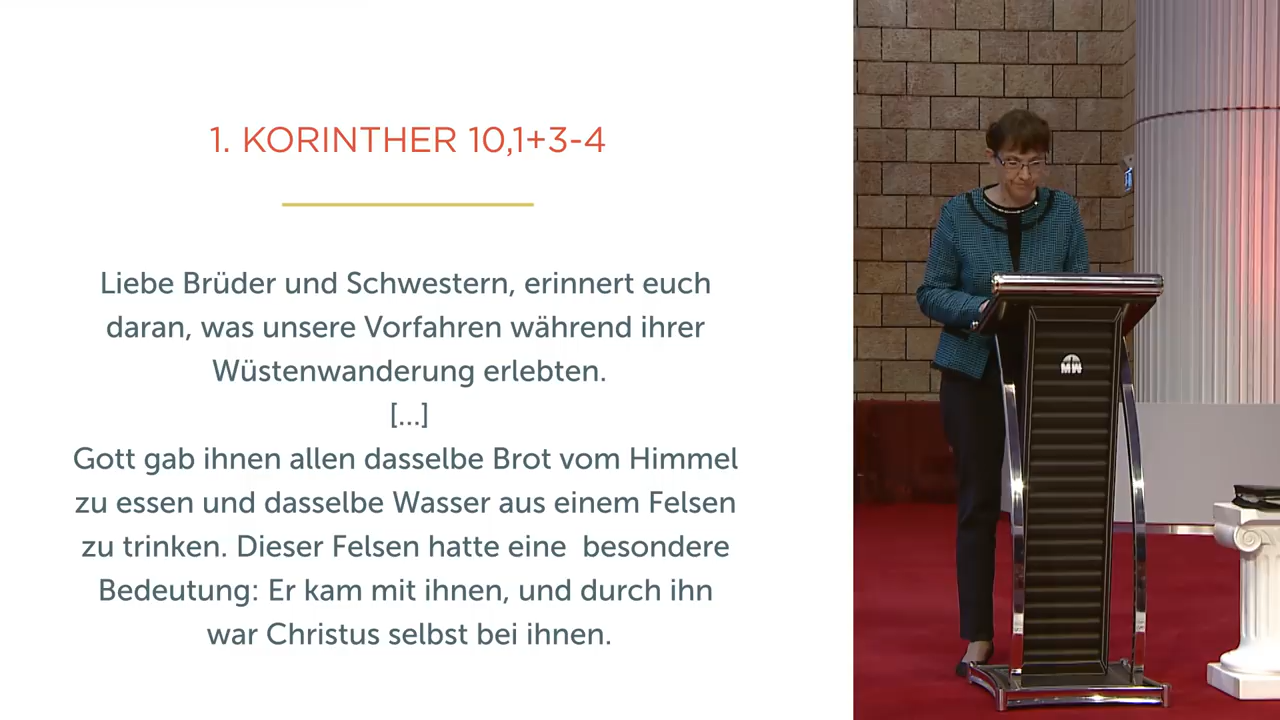 1. KORINTHER 10,1+3-4
Liebe Brüder und Schwestern, erinnert euch
daran, was unsere Vorfahren während ihrer
Wüstenwanderung erlebten.
[...]
Gott gab ihnen allen dasselbe Brot vom Himmel
zu essen und dasselbe Wasser aus einem Felsen
zu trinken. Dieser Felsen hatte eine  besondere
Bedeutung: Er kam mit ihnen, und durch ihn
war Christus selbst bei ihnen.
MW